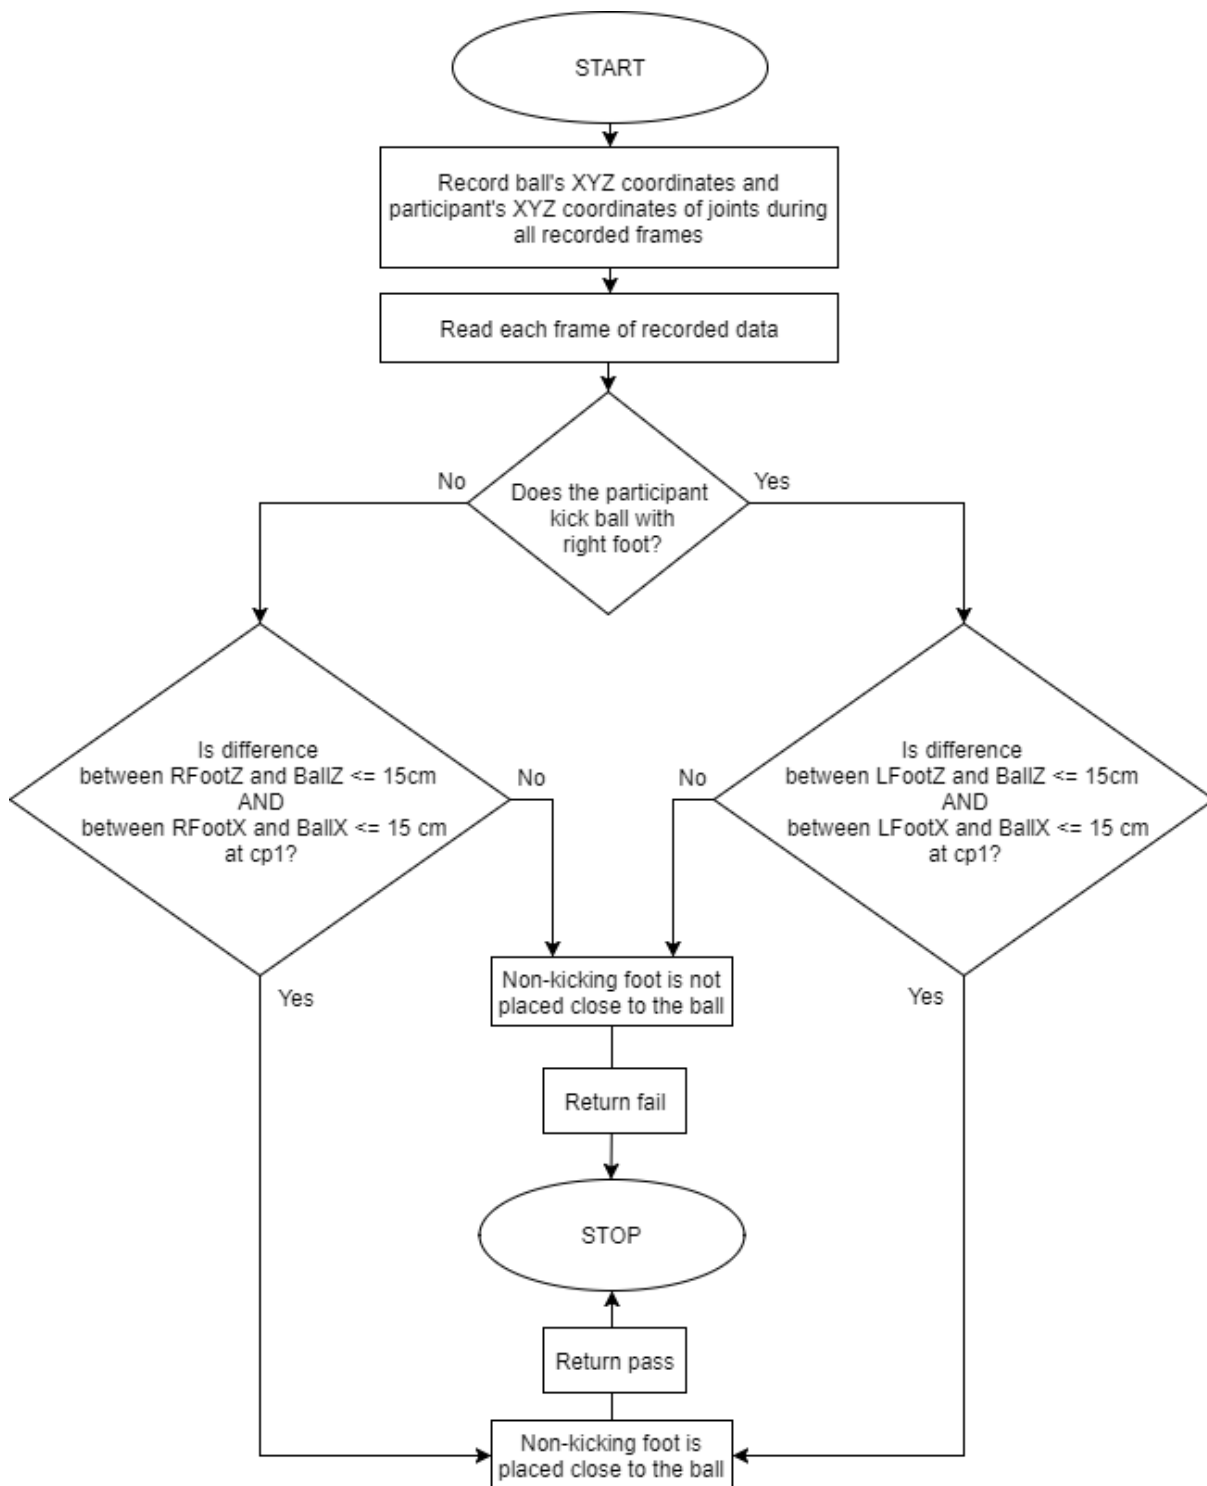 START
Record ball's XYZ coordinates and
participant's XYZ coordinates of joints during
all recorded frames
Read each frame of recorded data
No
Yes
Does the participant
kick ball with
right foot?
Is difference
between RFootZ and BallZ <= 15cm
AND
between RFootX and BallX <= 15 cm
at cp1?
No
No
Is difference
between LFootZ and BallZ <= 15cm
AND
between LFootX and BallX <= 15 cm
at cp1?
Non-kicking foot is not
placed close to the ball
Yes
Yes
Return fail
STOP
Return pass
Non-kicking foot is
placed close to the ball